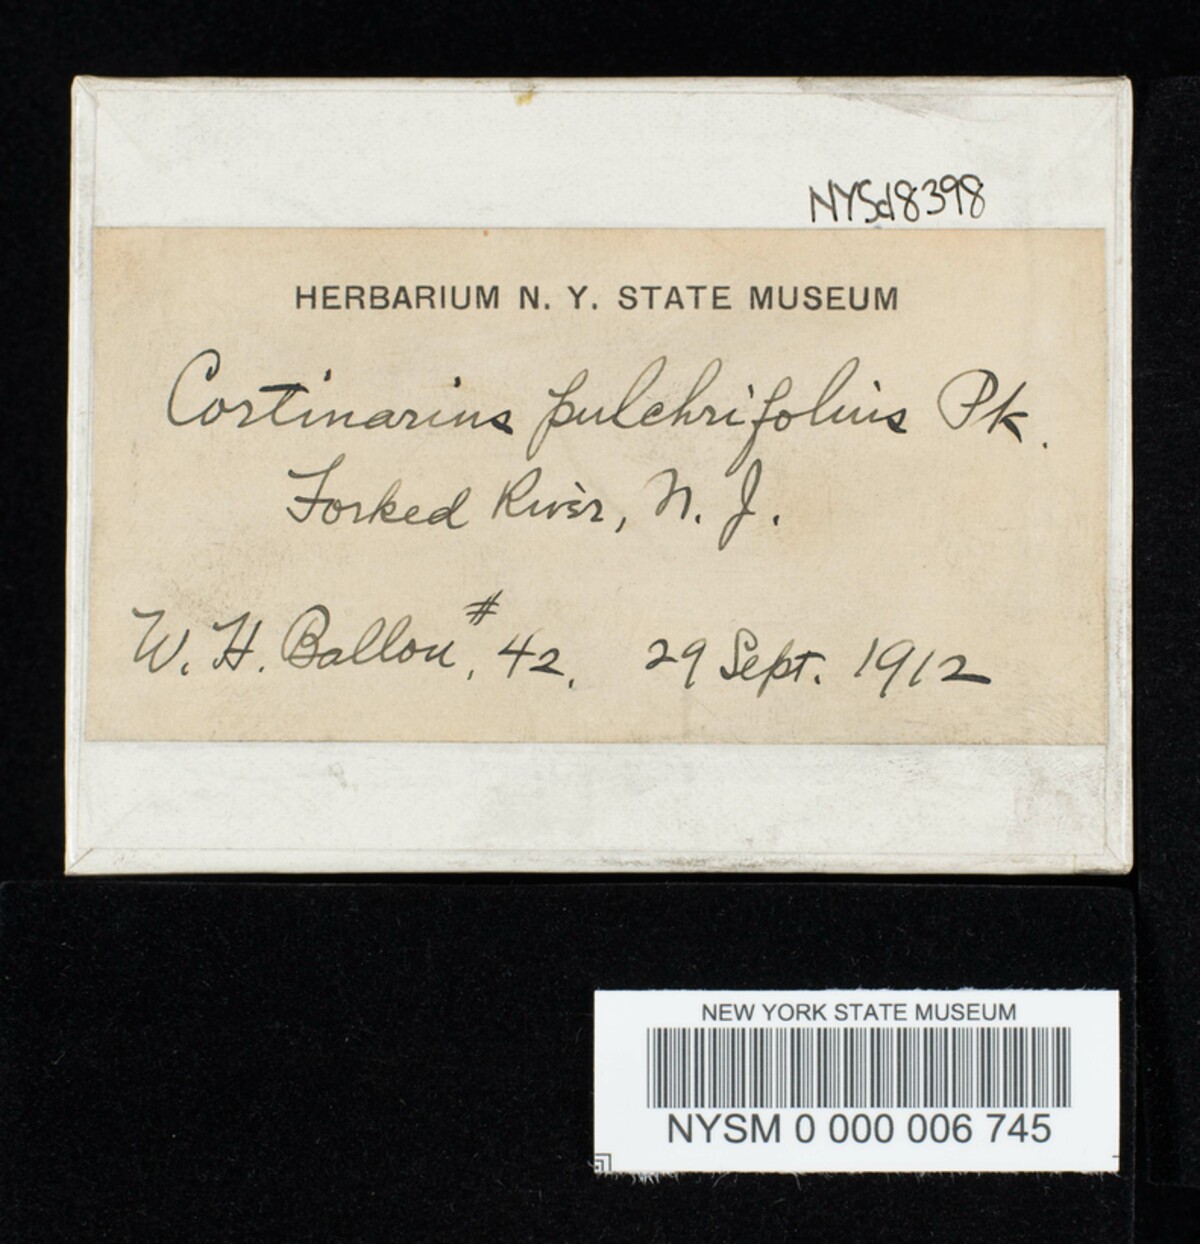 NYSd8398
HERBARIUM N. Y. STATE MUSEUM
Cortinarius pulchrifolius Pk.
Forked River, N. J.
W. H. Ballou, #42. 29 Sept. 1912
NEW YORK STATE MUSEUM
NYSM 0 000 006 745